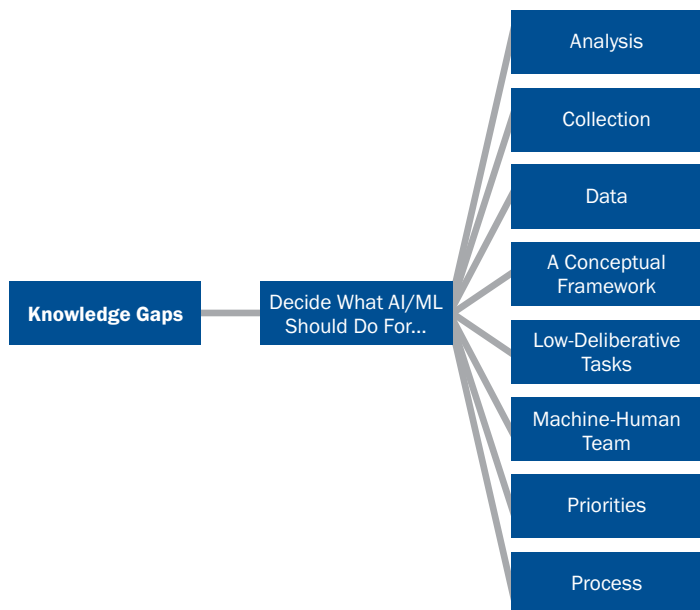 Knowledge Gaps
Decide What AI/ML
Should Do For...
Analysis
Collection
Data
A Conceptual
Framework
Low-Deliberative
Tasks
Machine-Human
Team
Priorities
Process